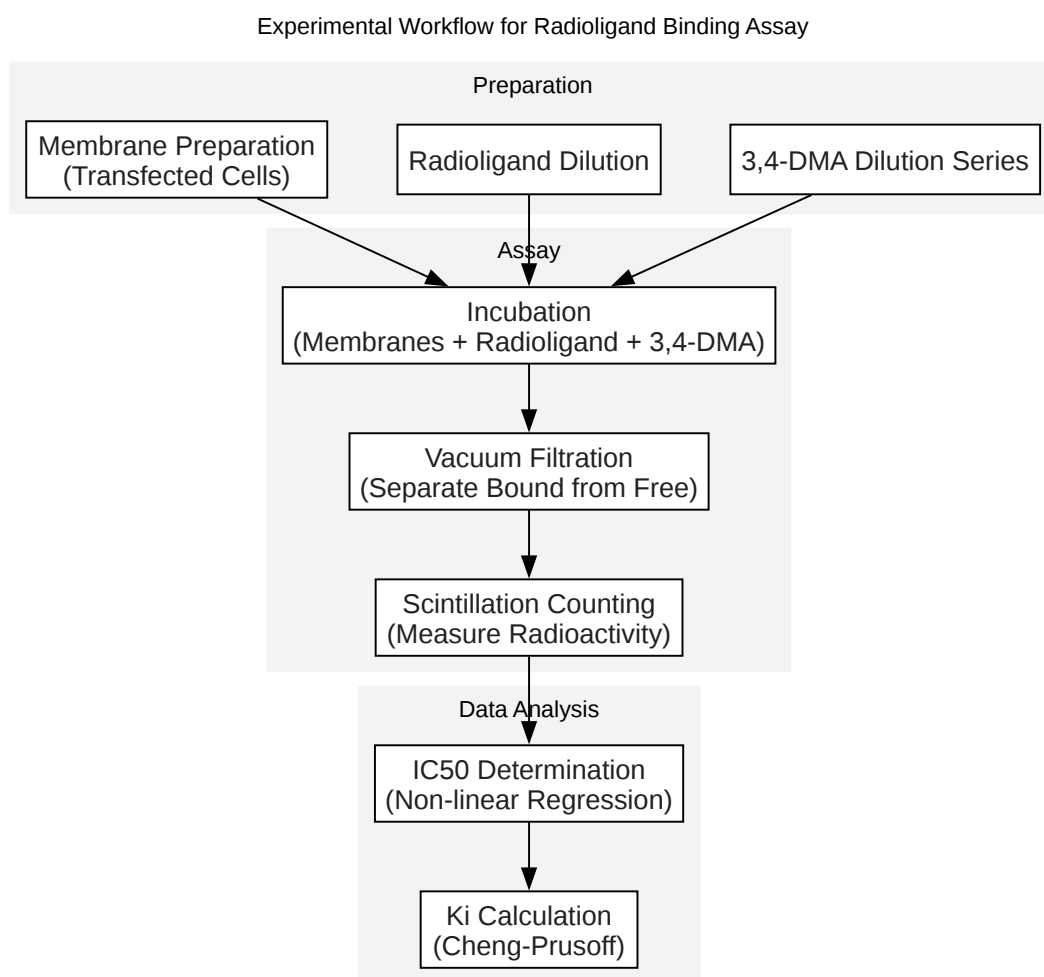 Experimental Workflow for Radioligand Binding Assay
Preparation
Membrane Preparation
(Transfected Cells)
Radioligand Dilution
3,4-DMA Dilution Series
Assay
Incubation
(Membranes + Radioligand + 3,4-DMA)
Vacuum Filtration
(Separate Bound from Free)
Scintillation Counting
(Measure Radioactivity)
Data Analysis
IC50 Determination
(Non-linear Regression)
Ki Calculation
(Cheng-Prusoff)